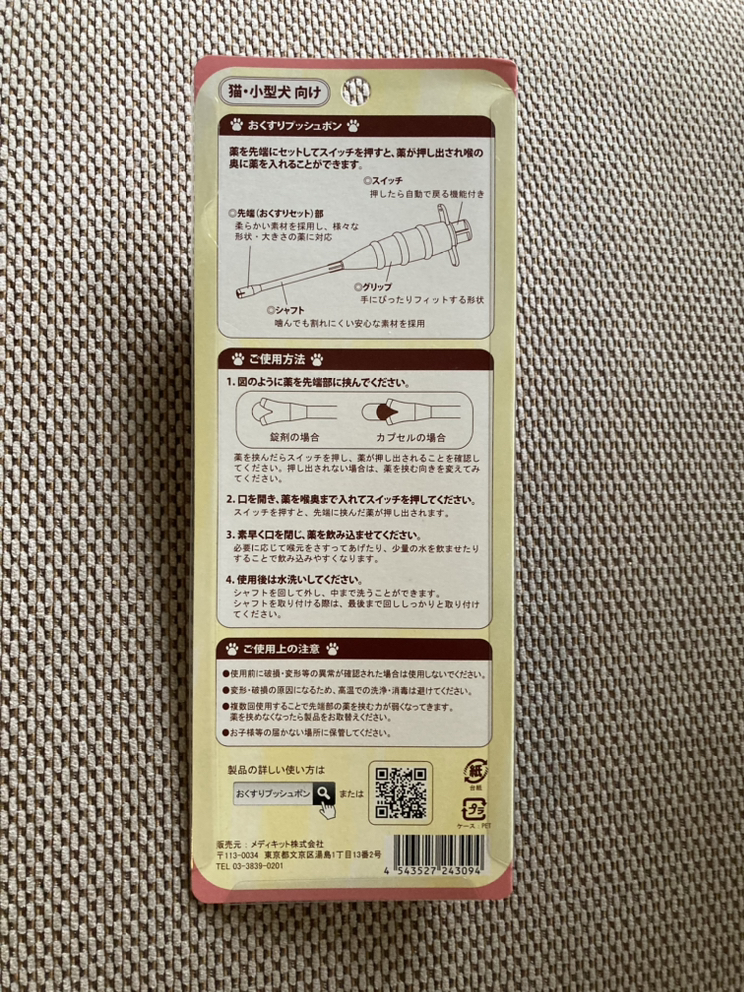 猫・小型犬 向け
おくすりプッシュポン
薬を先端にセットしてスイッチを押すと、薬が押し出され喉の
奥に薬を入れることができます。
◎スイッチ
押したら自動で戻る機能付き
◎先端(おくすりセット)部
柔らかい素材を採用し、様々な
形状・大きさの薬に対応
◎グリップ
手にぴったりフィットする形状
◎シャフト
噛んでも割れにくい安心な素材を採用
ご使用方法
1. 図のように薬を先端部に挟んでください。
錠剤の場合
カプセルの場合
薬を挟んだらスイッチを押し、薬が押し出されることを確認し
てください。押し出されない場合は、薬を挟む向きを変えてみ
てください。
2. 口を開き、薬を喉奥まで入れてスイッチを押してください。
スイッチを押すと、先端に挟んだ薬が押し出されます。
3. 素早く口を閉じ、薬を飲み込ませてください。
必要に応じて喉元をさすってあげたり、少量の水を飲ませたり
することで飲み込みやすくなります。
4. 使用後は水洗いしてください。
シャフトを回して外し、中まで洗うことができます。
シャフトを取り付ける際は、最後まで回ししっかりと取り付け
てください。
ご使用上の注意
●使用前に破損・変形等の異常が確認された場合は使用しないでください。
●変形・破損の原因になるため、高温での洗浄・消毒は避けてください。
●複数回使用することで先端部の薬を挟む力が弱くなってきます。
薬を挟めなくなったら製品をお取替えください。
●お子様等の届かない場所に保管してください。
製品の詳しい使い方は
おくすりプッシュポン
または
紙
台紙
プラ
ケース:PET
販売元:メディキット株式会社
〒113-0034 東京都文京区湯島1丁目13番2号
TEL 03-3839-0201
4 543527 243094